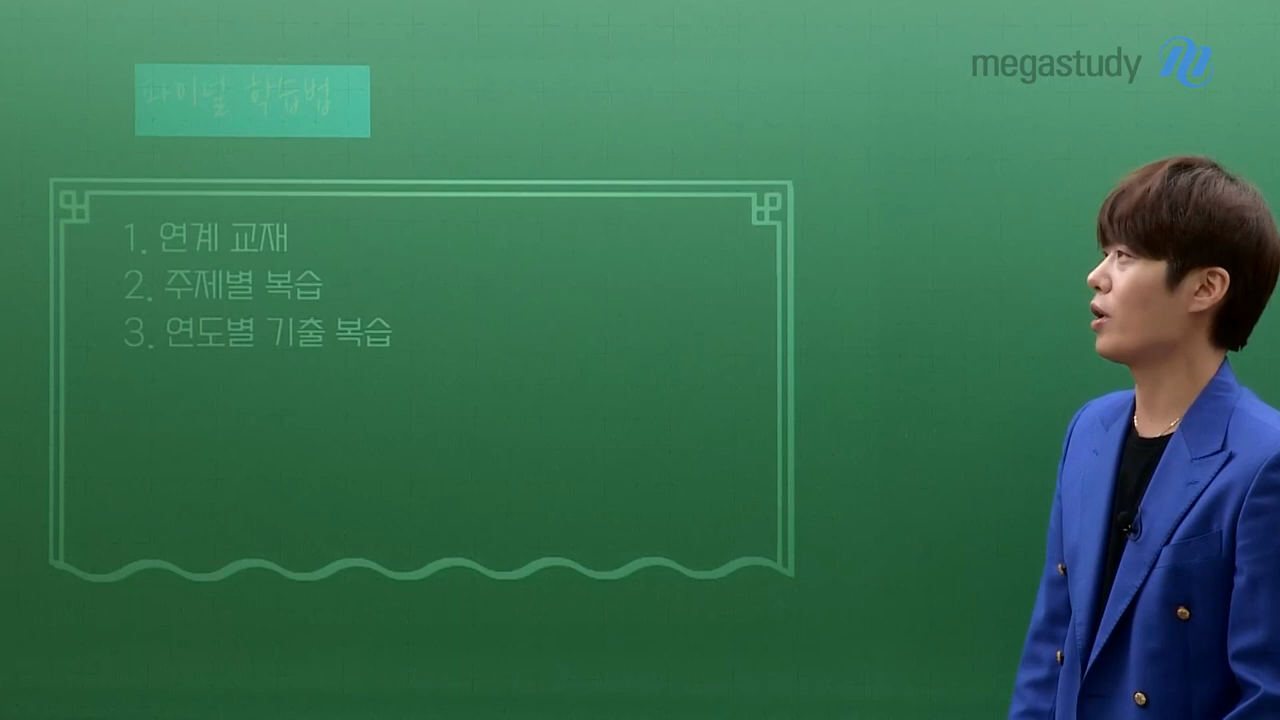 megastudy
파이널 학습법
1. 연계 교재
2. 주제별 복습
3. 연도별 기출 복습